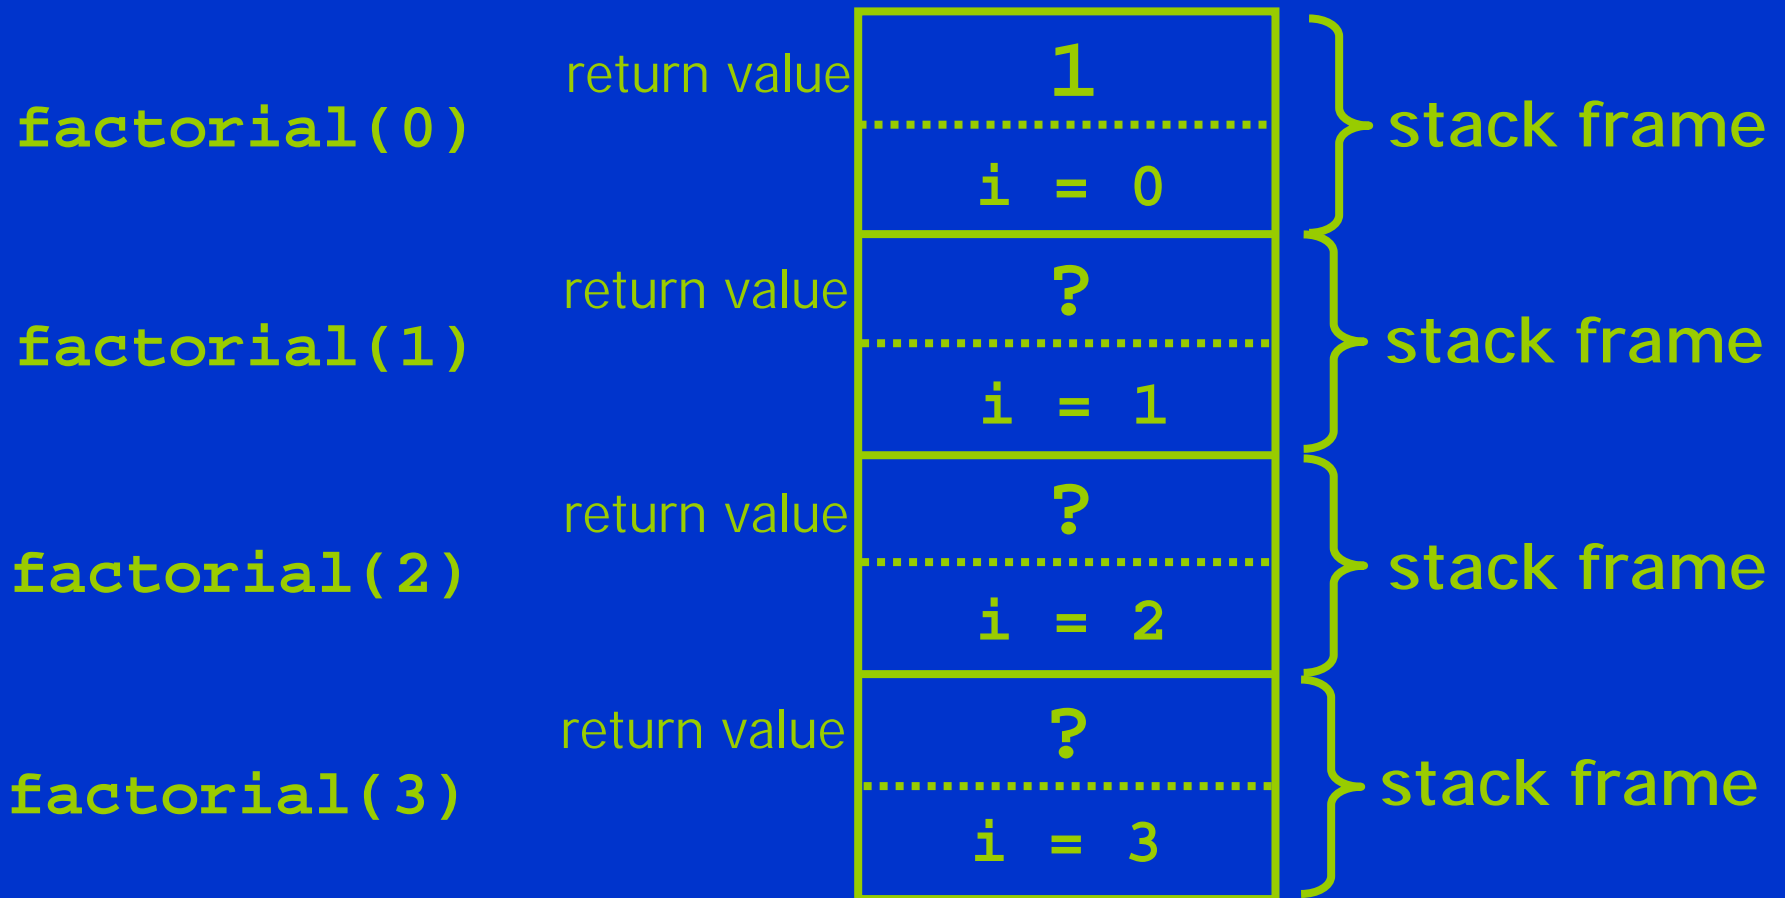 return value 1
factorial(0) stack frame
i = 0
return value ?
factorial(1) stack frame
i = 1
return value ?
factorial(2) stack frame
i = 2
return value ?
factorial(3) stack frame
i = 3